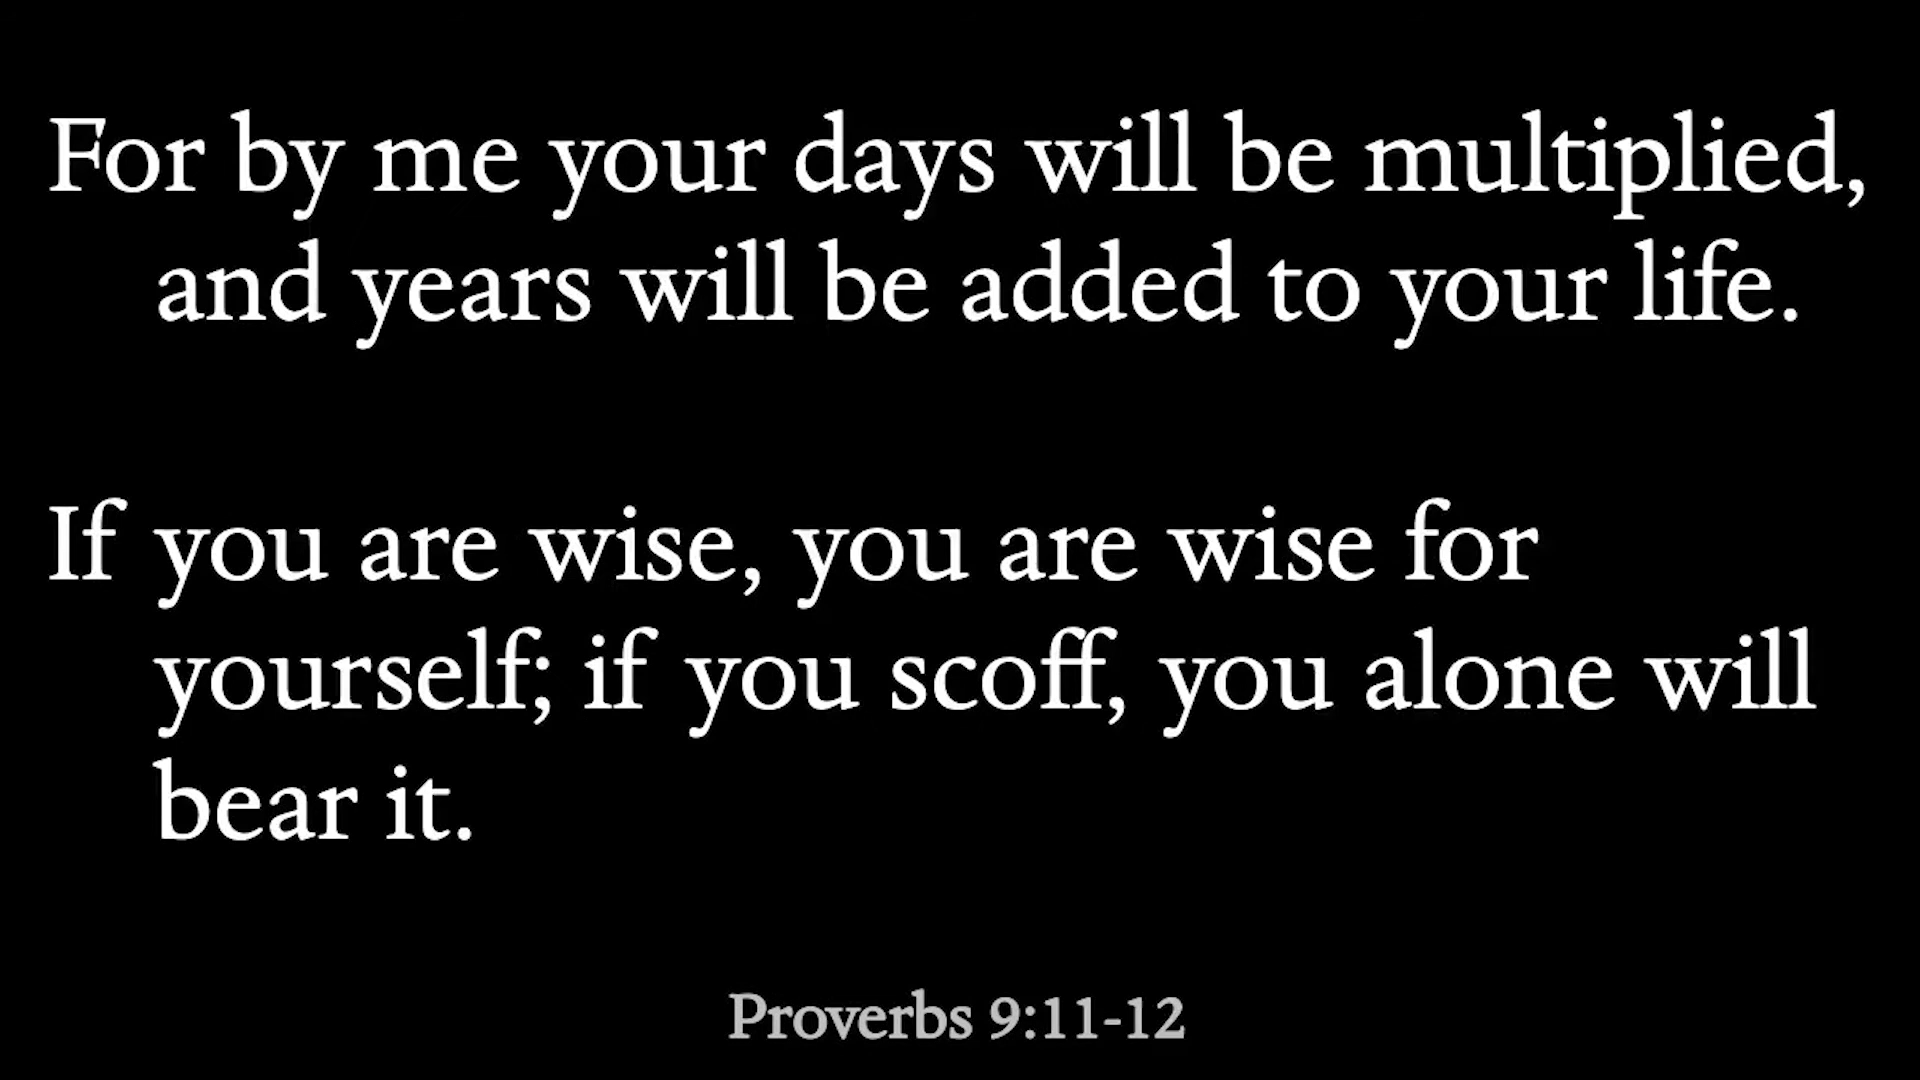 For by me your days will be multiplied,
and years will be added to your life.
If you are wise, you are wise for
yourself; if you scoff, you alone will
bear it.
Proverbs 9:11-12